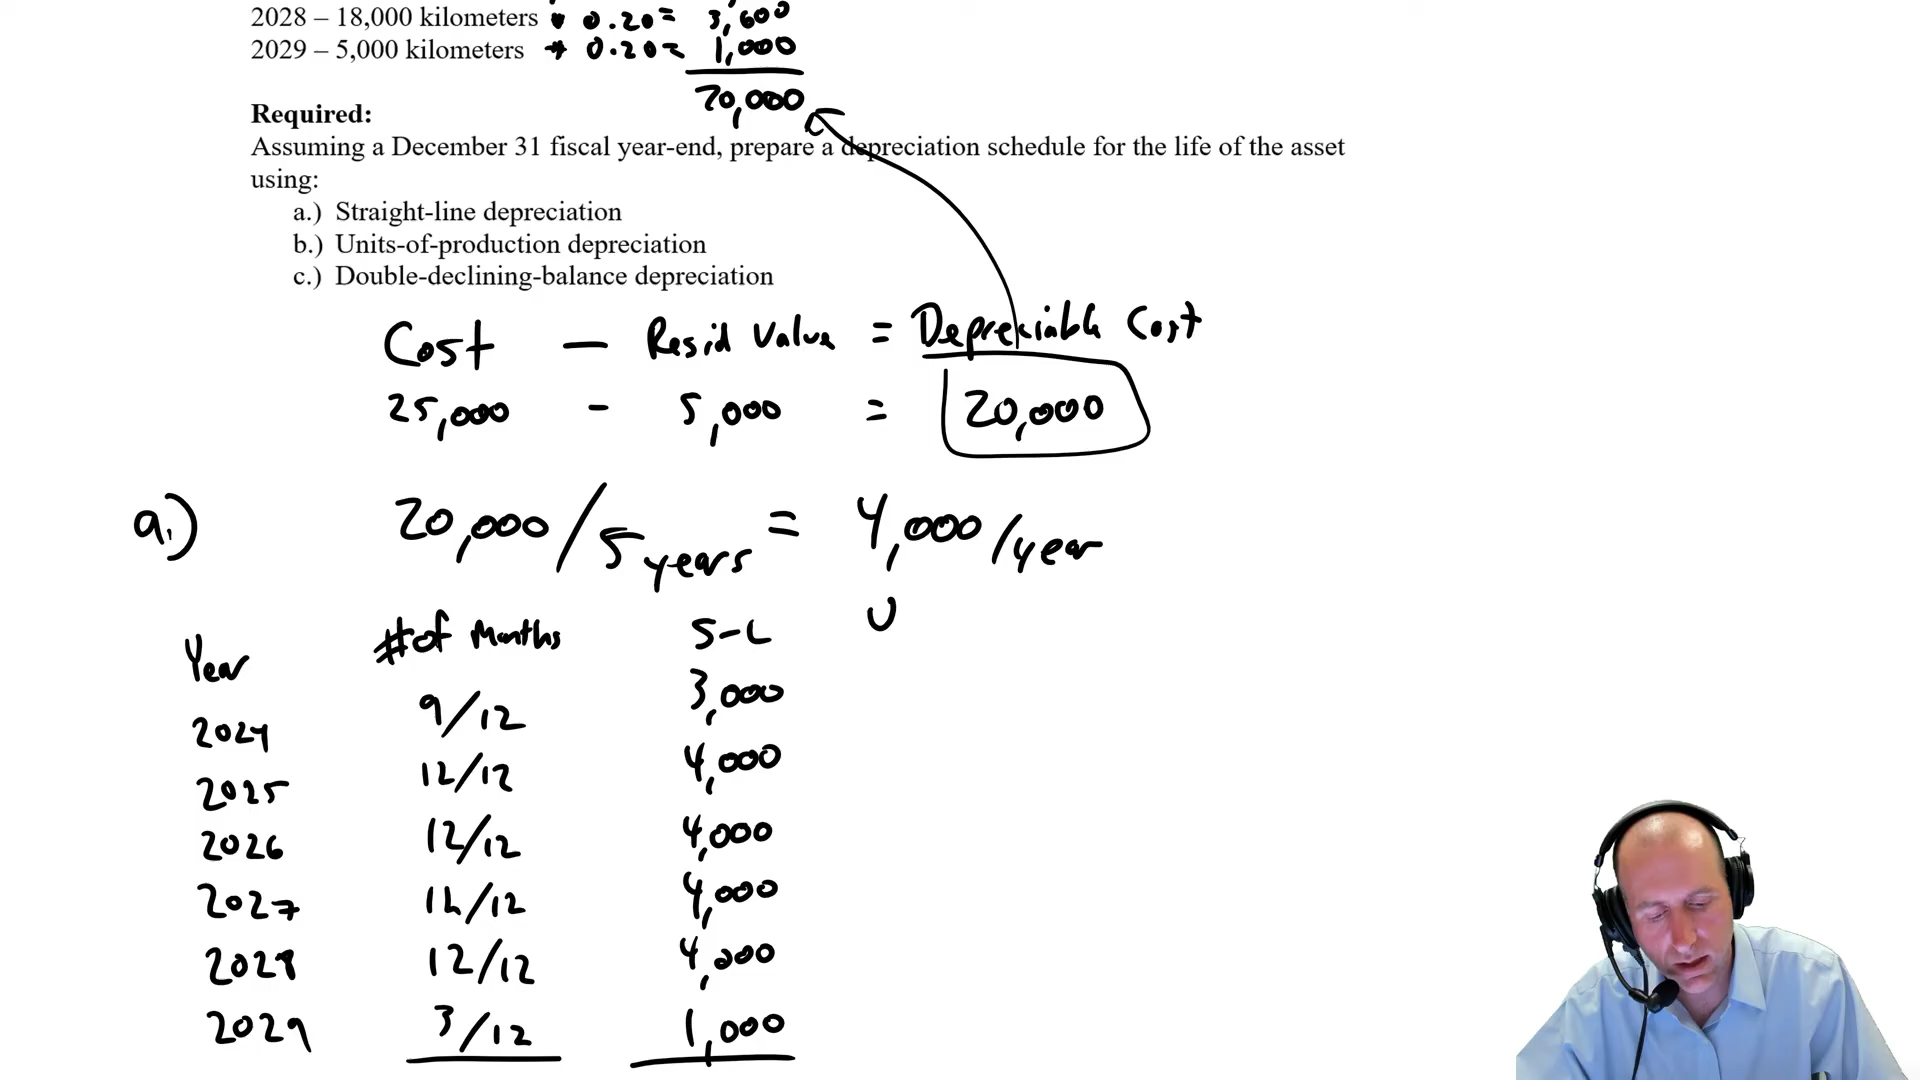 2028 – 18,000 kilometers * 0.20 = 3,600
2029 – 5,000 kilometers * 0.20 = 1,000
20,000
Required:
Assuming a December 31 fiscal year-end, prepare a depreciation schedule for the life of the asset
using:
a.) Straight-line depreciation
b.) Units-of-production depreciation
c.) Double-declining-balance depreciation
Cost – Resid Value = Depreciable Cost
25,000 - 5,000 = 20,000
a.) 20,000 / 5 years = 4,000 / year
Year # of Months S-L U
2024 9/12 3,000
2025 12/12 4,000
2026 12/12 4,000
2027 12/12 4,000
2028 12/12 4,000
2029 3/12 1,000